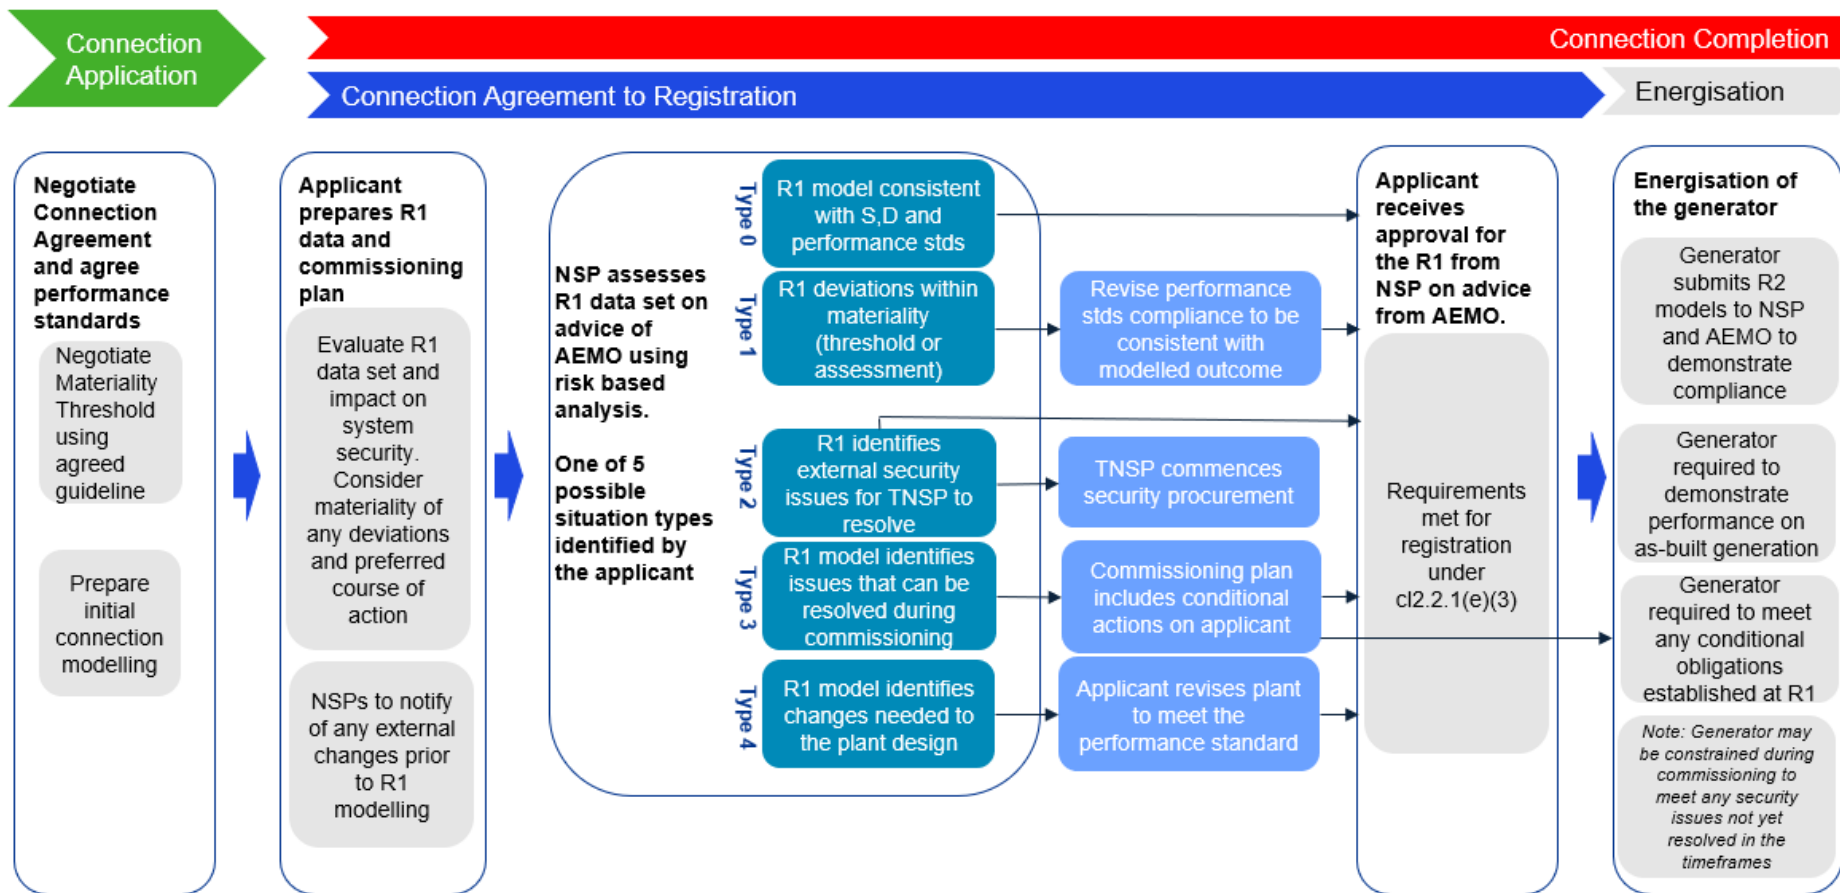 Connection
Application
Connection Completion
Connection Agreement to Registration
Energisation
Negotiate
Connection
Agreement
and agree
performance
standards
Negotiate
Materiality
Threshold
using
agreed
guideline
Prepare
initial
connection
modelling
Applicant
prepares R1
data and
commissioing
plan
Evaluate R1
data set and
impact on
system
security.
Consider
materiality of
any deviations
and preferred
course of
action
NSPs to notify
of any external
changes prior
to R1
modelling
NSP assesses
R1 data set on
advice of
AEMO using
risk based
analysis.
One of 5
possible
situation types
identified by
the applicant
Type 0
R1 model consistent
with S,D and
performance stds
Type 1
R1 deviations within
materiality
(threshold or
assessment)
Revise performance
stds compliance to be
consistent with
modelled outcome
Type 2
R1 identifies
external security
issues for TNSP to
resolve
TNSP commences
security procurement
Type 3
R1 model identifies
issues that can be
resolved during
commissioning
Commissioning plan
includes conditional
actions on applicant
Type 4
R1 model identifies
changes needed to
the plant design
Applicant revises plant
to meet the
performance standard
Applicant
receives
approval for
the R1 from
NSP on advice
from AEMO.
Requirements
met for
registration
under
cl2.2.1(e)(3)
Energisation of
the generator
Generator
submits R2
models to NSP
and AEMO to
demonstrate
compliance
Generator
required to
demonstrate
performance on
as-built generation
Generator
required to meet
any conditional
obligations
established at R1
Note: Generator may
be constrained during
commissioning to
meet any security
issues not yet
resolved in the
timeframes